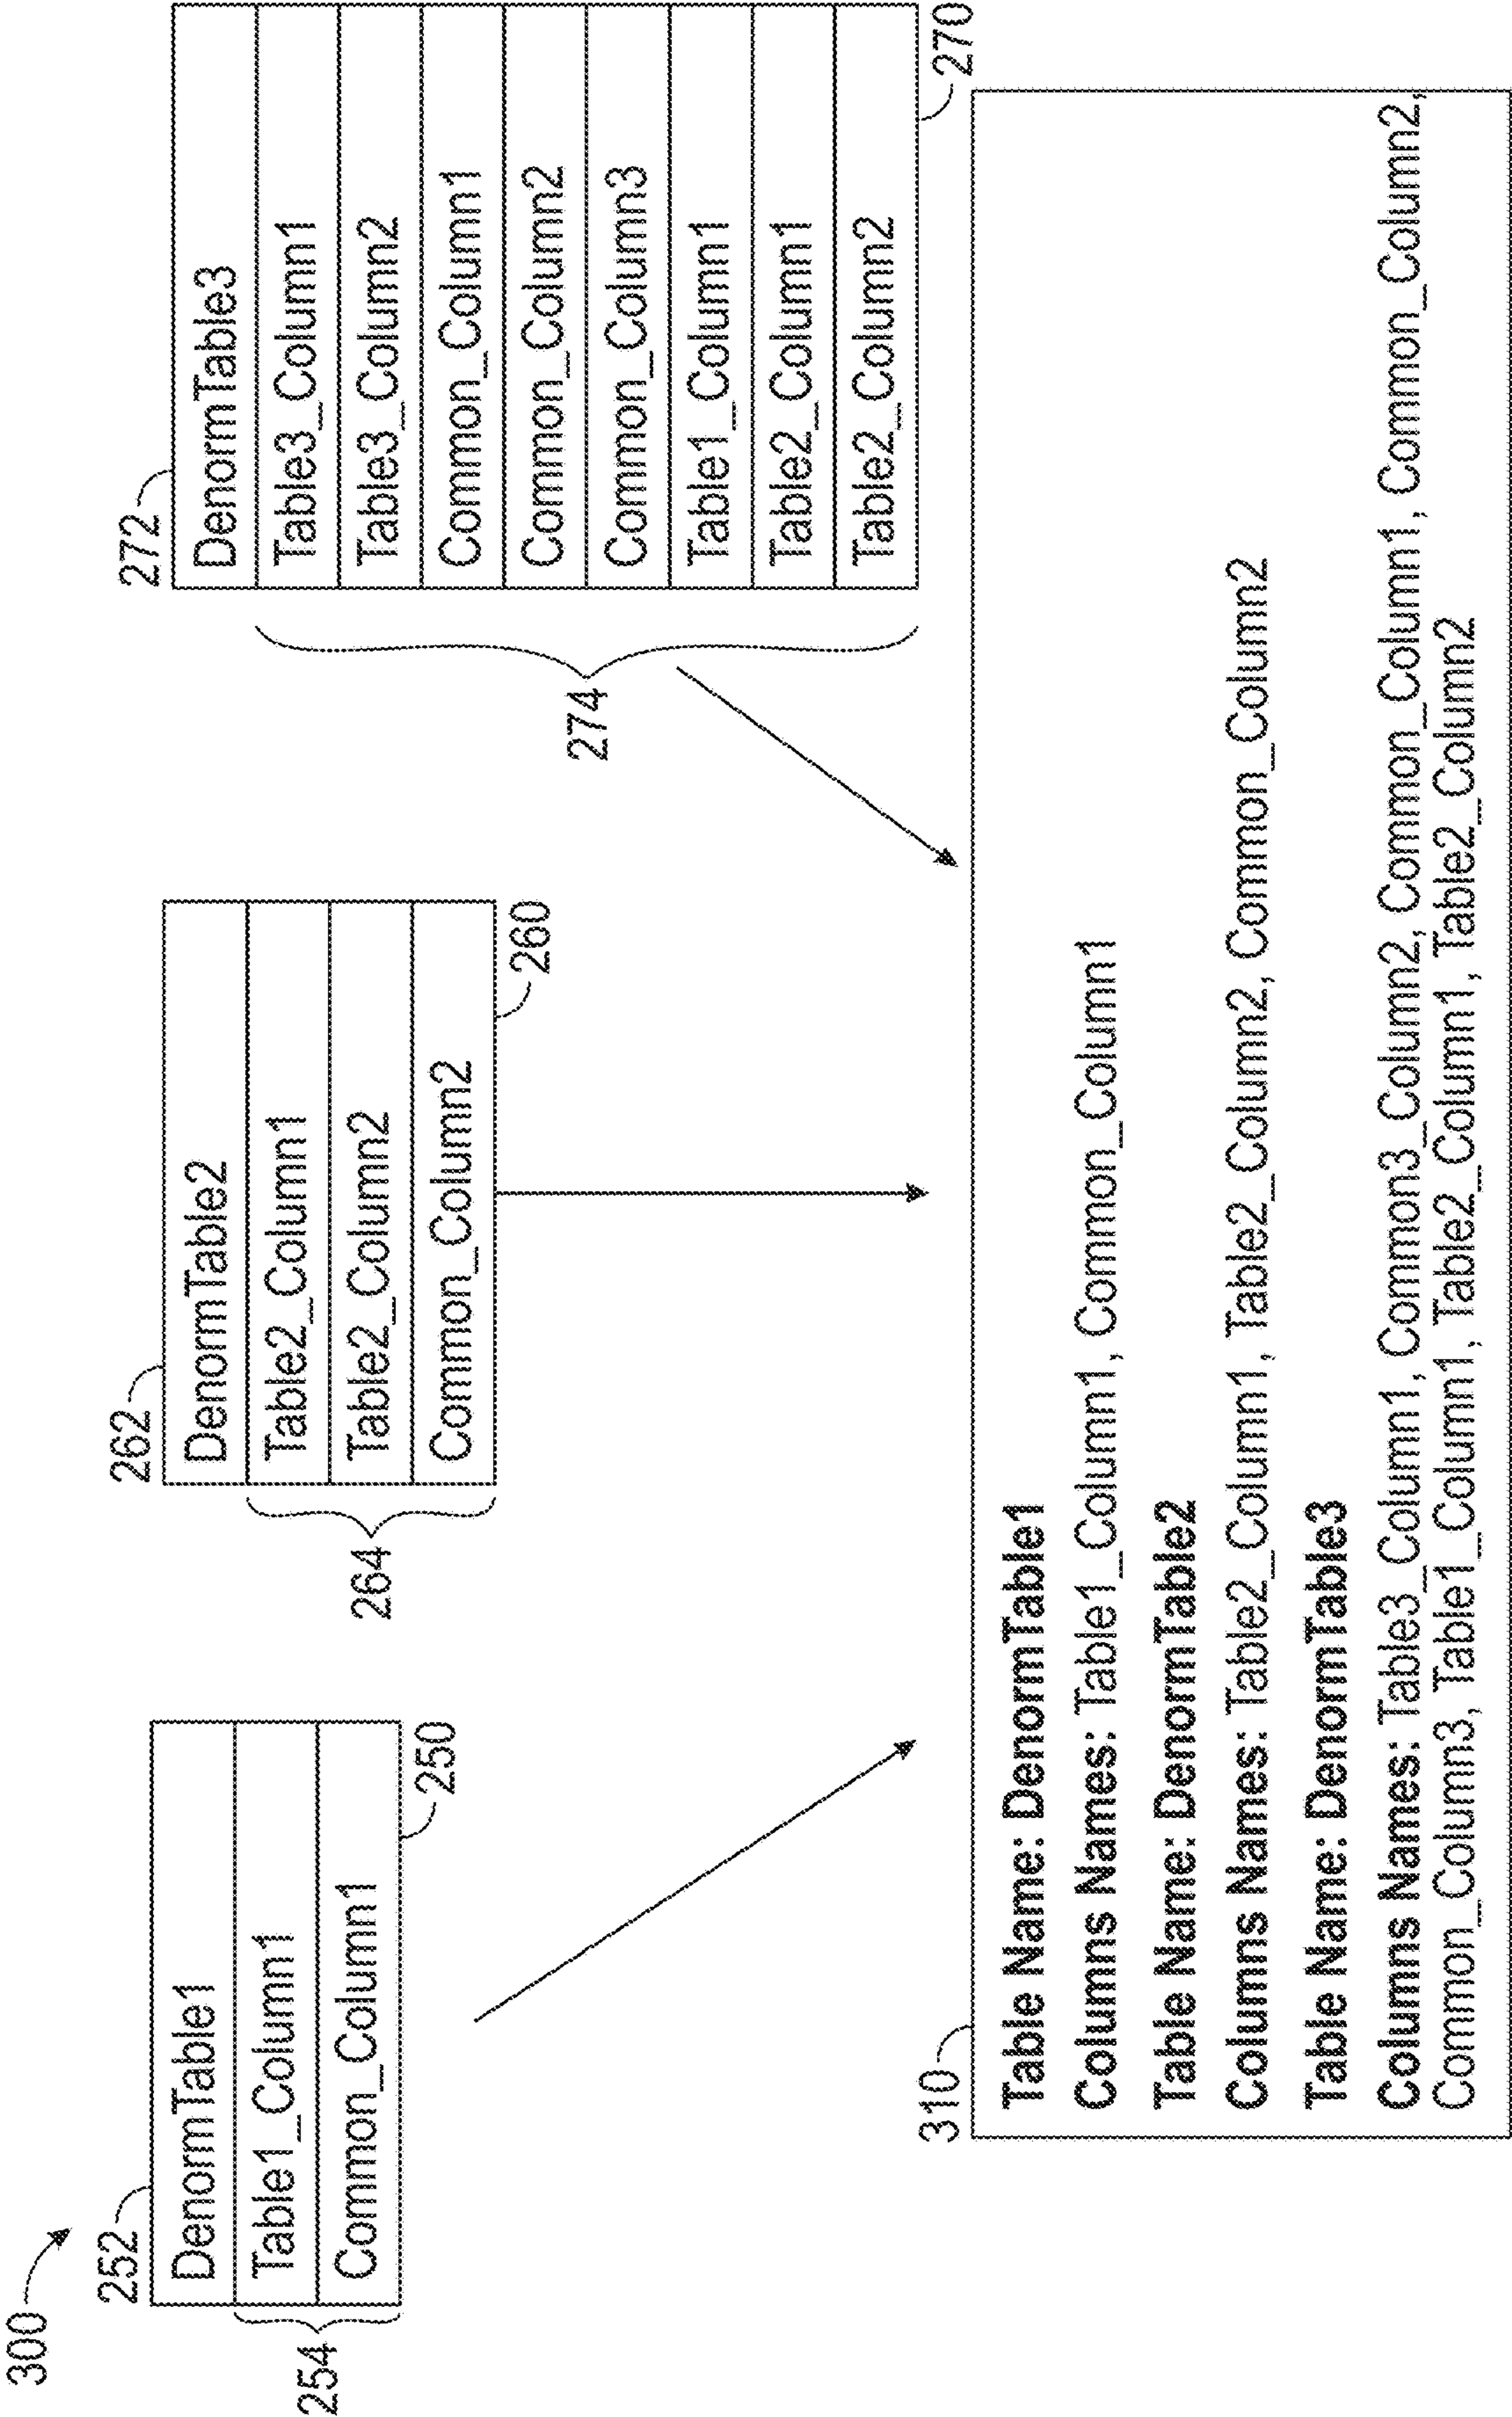 300
252
DenormTable1
Table1_Column1
Common_Column1
254
250
262
DenormTable2
Table2_Column1
Table2_Column2
Common_Column2
264
260
272
DenormTable3
Table3_Column1
Table3_Column2
Common_Column1
Common_Column2
Common_Column3
Table1_Column1
Table2_Column1
Table2_Column2
274
270
310
Table Name: DenormTable1
Columns Names: Table1_Column1, Common_Column1
Table Name: DenormTable2
Columns Names: Table2_Column1, Table2_Column2, Common_Column2
Table Name: DenormTable3
Columns Names: Table3_Column1, Common3_Column2, Common_Column1, Common_Column2,
Common_Column3, Table1_Column1, Table2_Column1, Table2_Column2